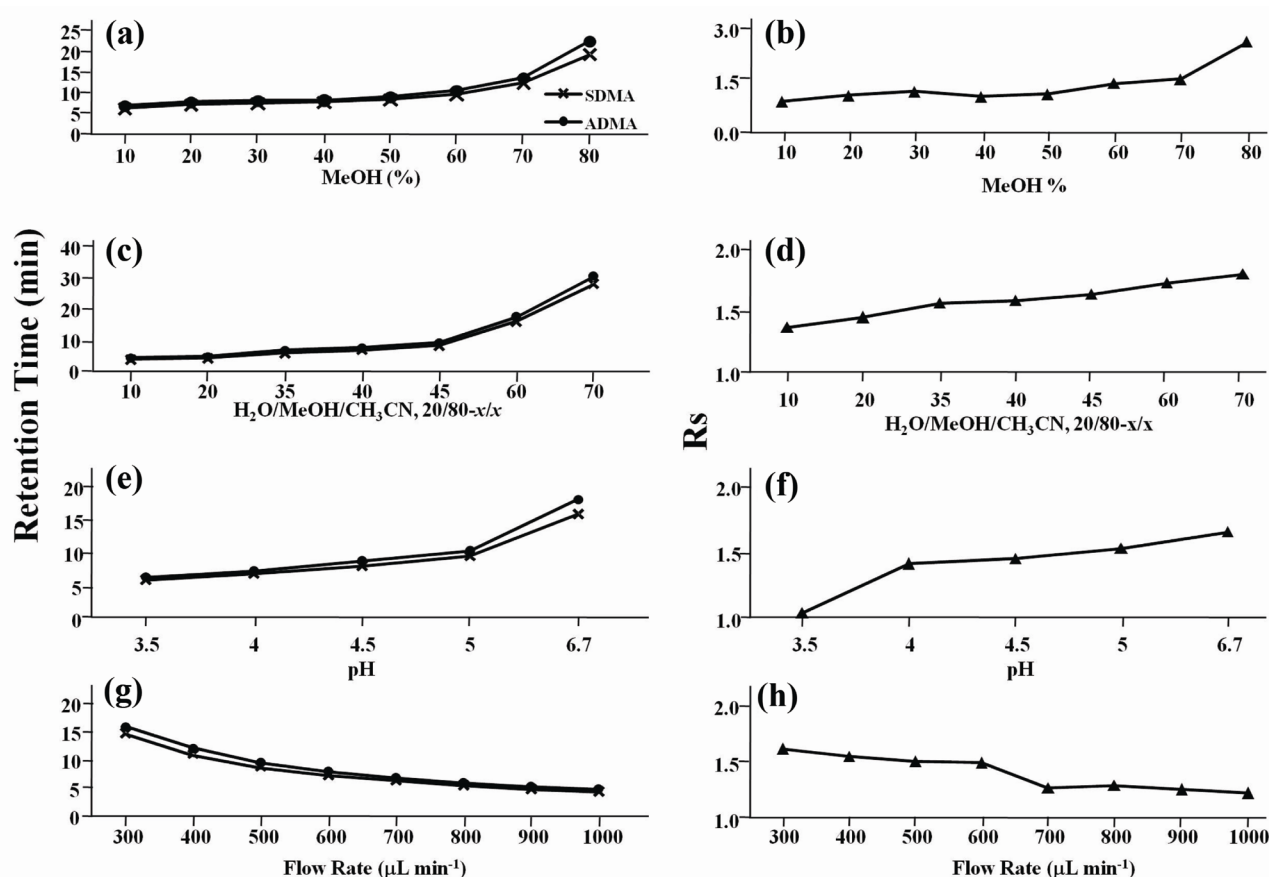 Retention Time (min)
(a)
25
20
15
10
5
0
SDMA
ADMA
10 20 30 40 50 60 70 80
MeOH (%)
(b)
3.0
1.5
0.0
10 20 30 40 50 60 70 80
MeOH %
(c)
40
30
20
10
0
10 20 35 40 45 60 70
H₂O/MeOH/CH₃CN, 20/80-x/x
Rs
(d)
2.0
1.5
1.0
10 20 35 40 45 60 70
H₂O/MeOH/CH₃CN, 20/80-x/x
(e)
20
15
10
5
0
3.5 4 4.5 5 6.7
pH
(f)
2.0
1.5
1.0
3.5 4 4.5 5 6.7
pH
(g)
20
15
10
5
0
300 400 500 600 700 800 900 1000
Flow Rate (μL min⁻¹)
(h)
2.0
1.5
1.0
300 400 500 600 700 800 900 1000
Flow Rate (μL min⁻¹)